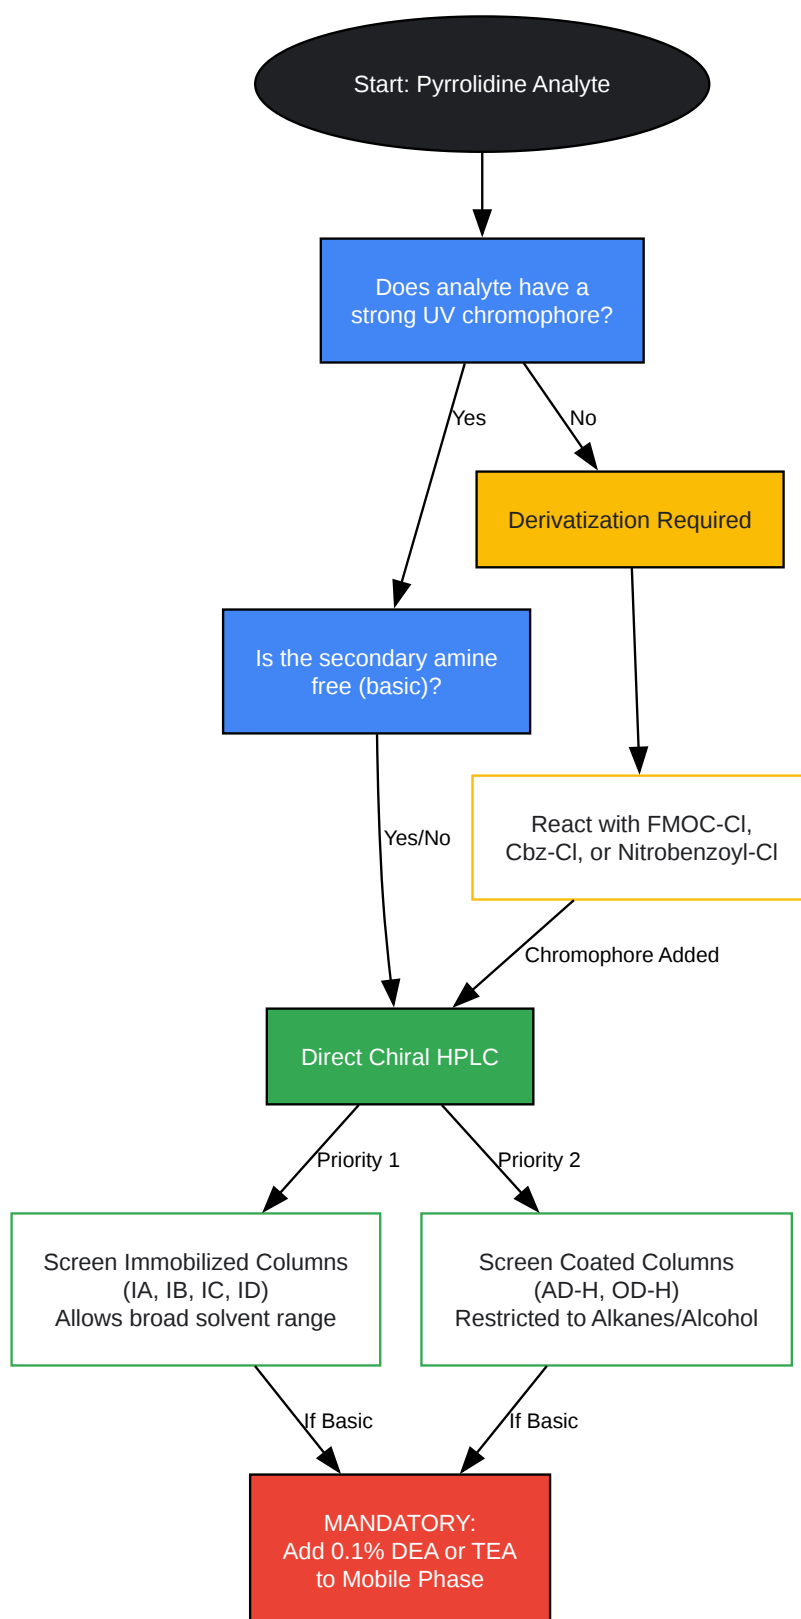 Start: Pyrrolidine Analyte
Does analyte have a
strong UV chromophore?
Yes
No
Derivatization Required
Is the secondary amine
free (basic)?
React with FMOC-Cl,
Cbz-Cl, or Nitrobenzoyl-Cl
Yes/No
Chromophore Added
Direct Chiral HPLC
Priority 1
Priority 2
Screen Immobilized Columns
(IA, IB, IC, ID)
Allows broad solvent range
Screen Coated Columns
(AD-H, OD-H)
Restricted to Alkanes/Alcohol
If Basic
If Basic
MANDATORY:
Add 0.1% DEA or TEA
to Mobile Phase